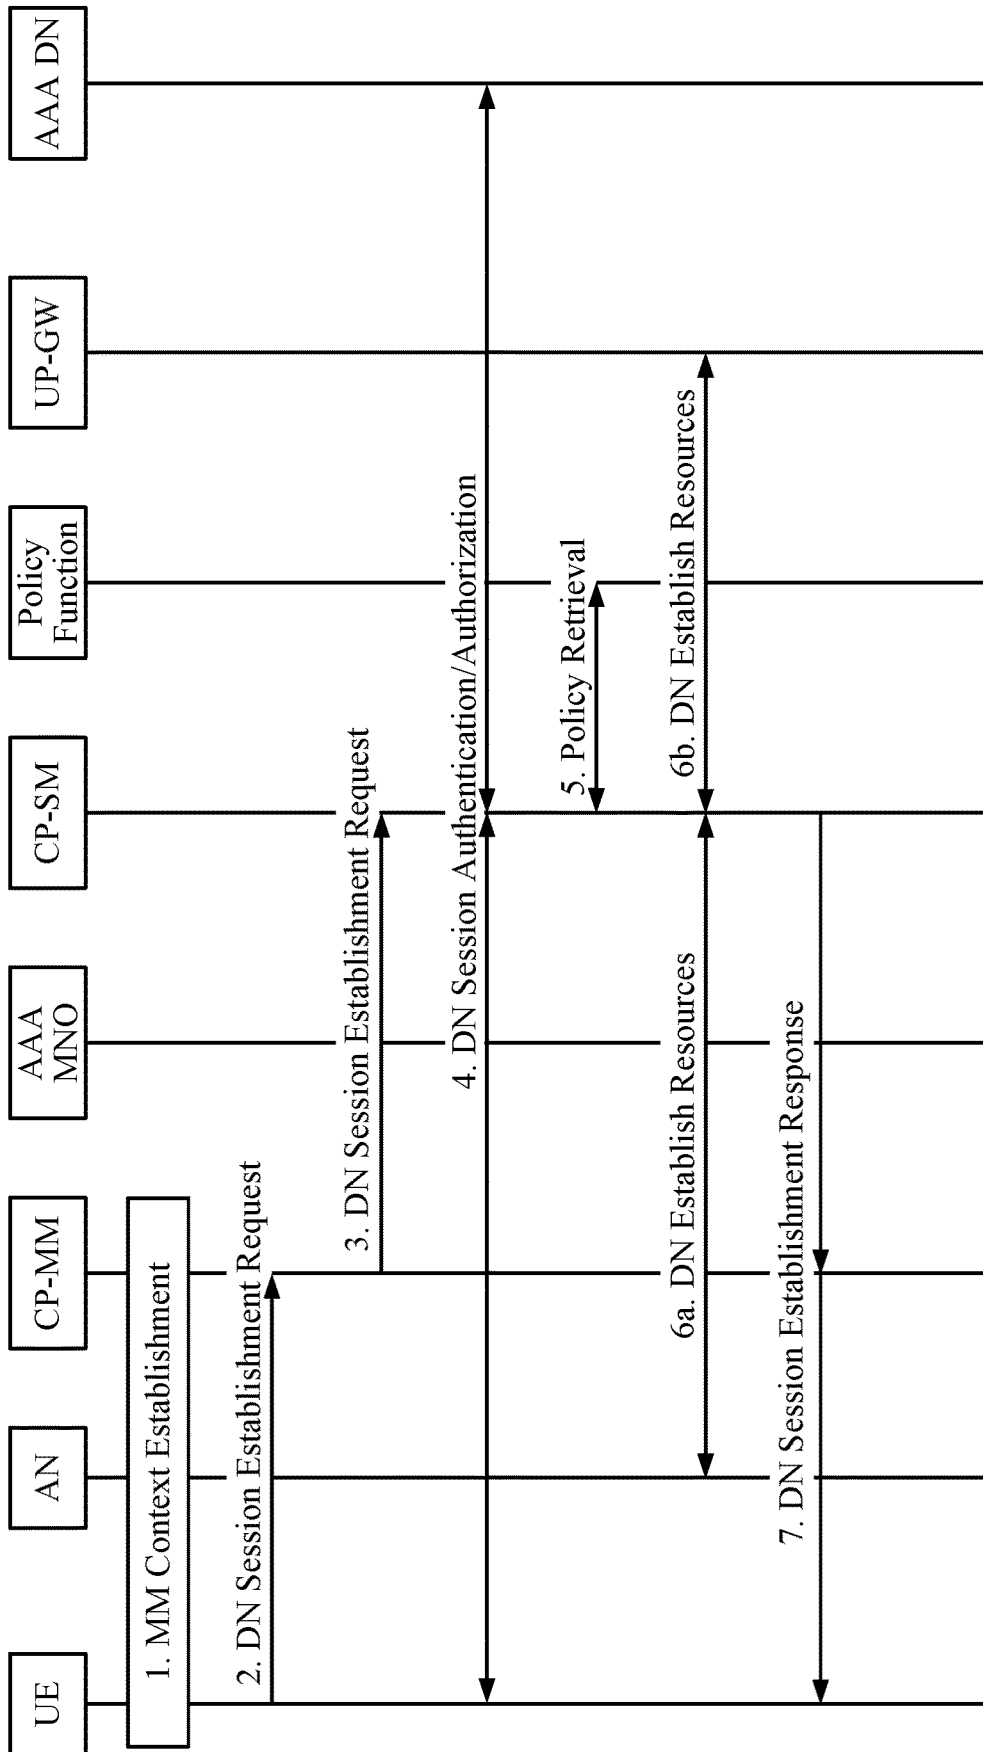 UE
AN
CP-MM
AAA
MNO
CP-SM
Policy
Function
UP-GW
AAA DN
1. MM Context Establishment
2. DN Session Establishment Request
3. DN Session Establishment Request
4. DN Session Authentication/Authorization
5. Policy Retrieval
6a. DN Establish Resources
6b. DN Establish Resources
7. DN Session Establishment Response